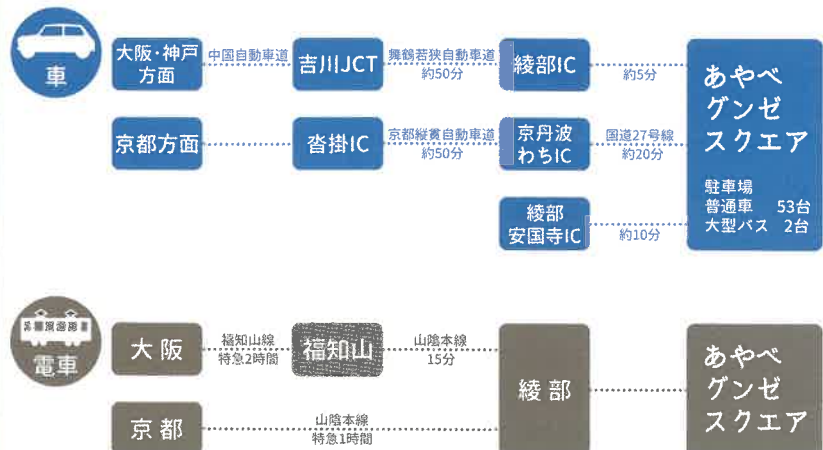 車
大阪・神戸
方面
中国自動車道
吉川JCT
舞鶴若狭自動車道
約50分
綾部IC
約5分
京都方面
沓掛IC
京都縦貫自動車道
約50分
京丹波
わちIC
国道27号線
約20分
綾部
安国寺IC
約10分
あやべ
グンゼ
スクエア
駐車場
普通車 53台
大型バス 2台
電車
大阪
福知山線
特急2時間
福知山
山陰本線
15分
京都
山陰本線
特急1時間
綾部
あやべ
グンゼ
スクエア